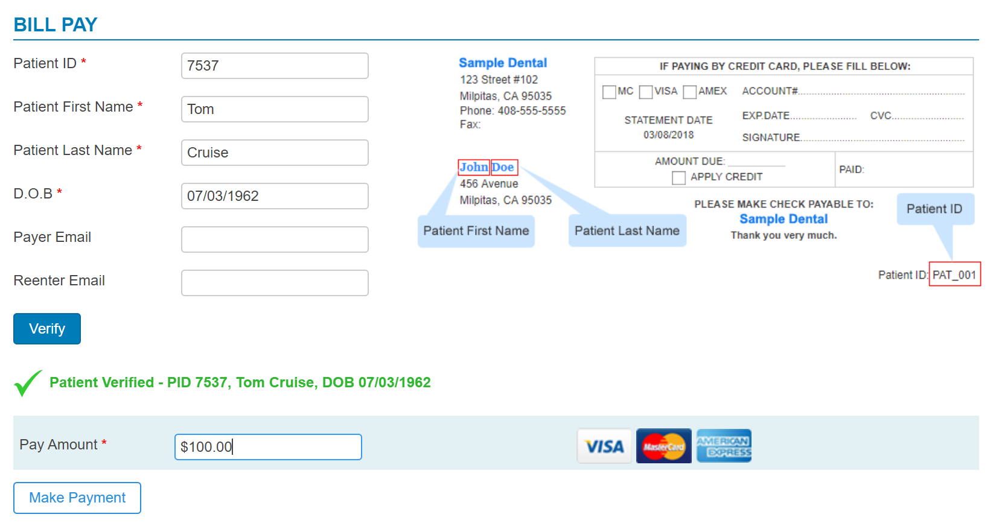 BILL PAY
Patient ID *
7537
Patient First Name *
Tom
Patient Last Name *
Cruise
D.O.B *
07/03/1962
Payer Email
Reenter Email
Verify
Sample Dental
123 Street #102
Milpitas, CA 95035
Phone: 408-555-5555
Fax:
John Doe
456 Avenue
Milpitas, CA 95035
Patient First Name
Patient Last Name
IF PAYING BY CREDIT CARD, PLEASE FILL BELOW:
MC VISA AMEX ACCOUNT#
STATEMENT DATE
03/08/2018
EXP.DATE CVC
SIGNATURE
AMOUNT DUE:
APPLY CREDIT
PAID:
PLEASE MAKE CHECK PAYABLE TO:
Sample Dental
Thank you very much.
Patient ID
Patient ID: PAT_001
Patient Verified - PID 7537, Tom Cruise, DOB 07/03/1962
Pay Amount *
$100.00
VISA
MasterCard
AMERICAN
EXPRESS
Make Payment